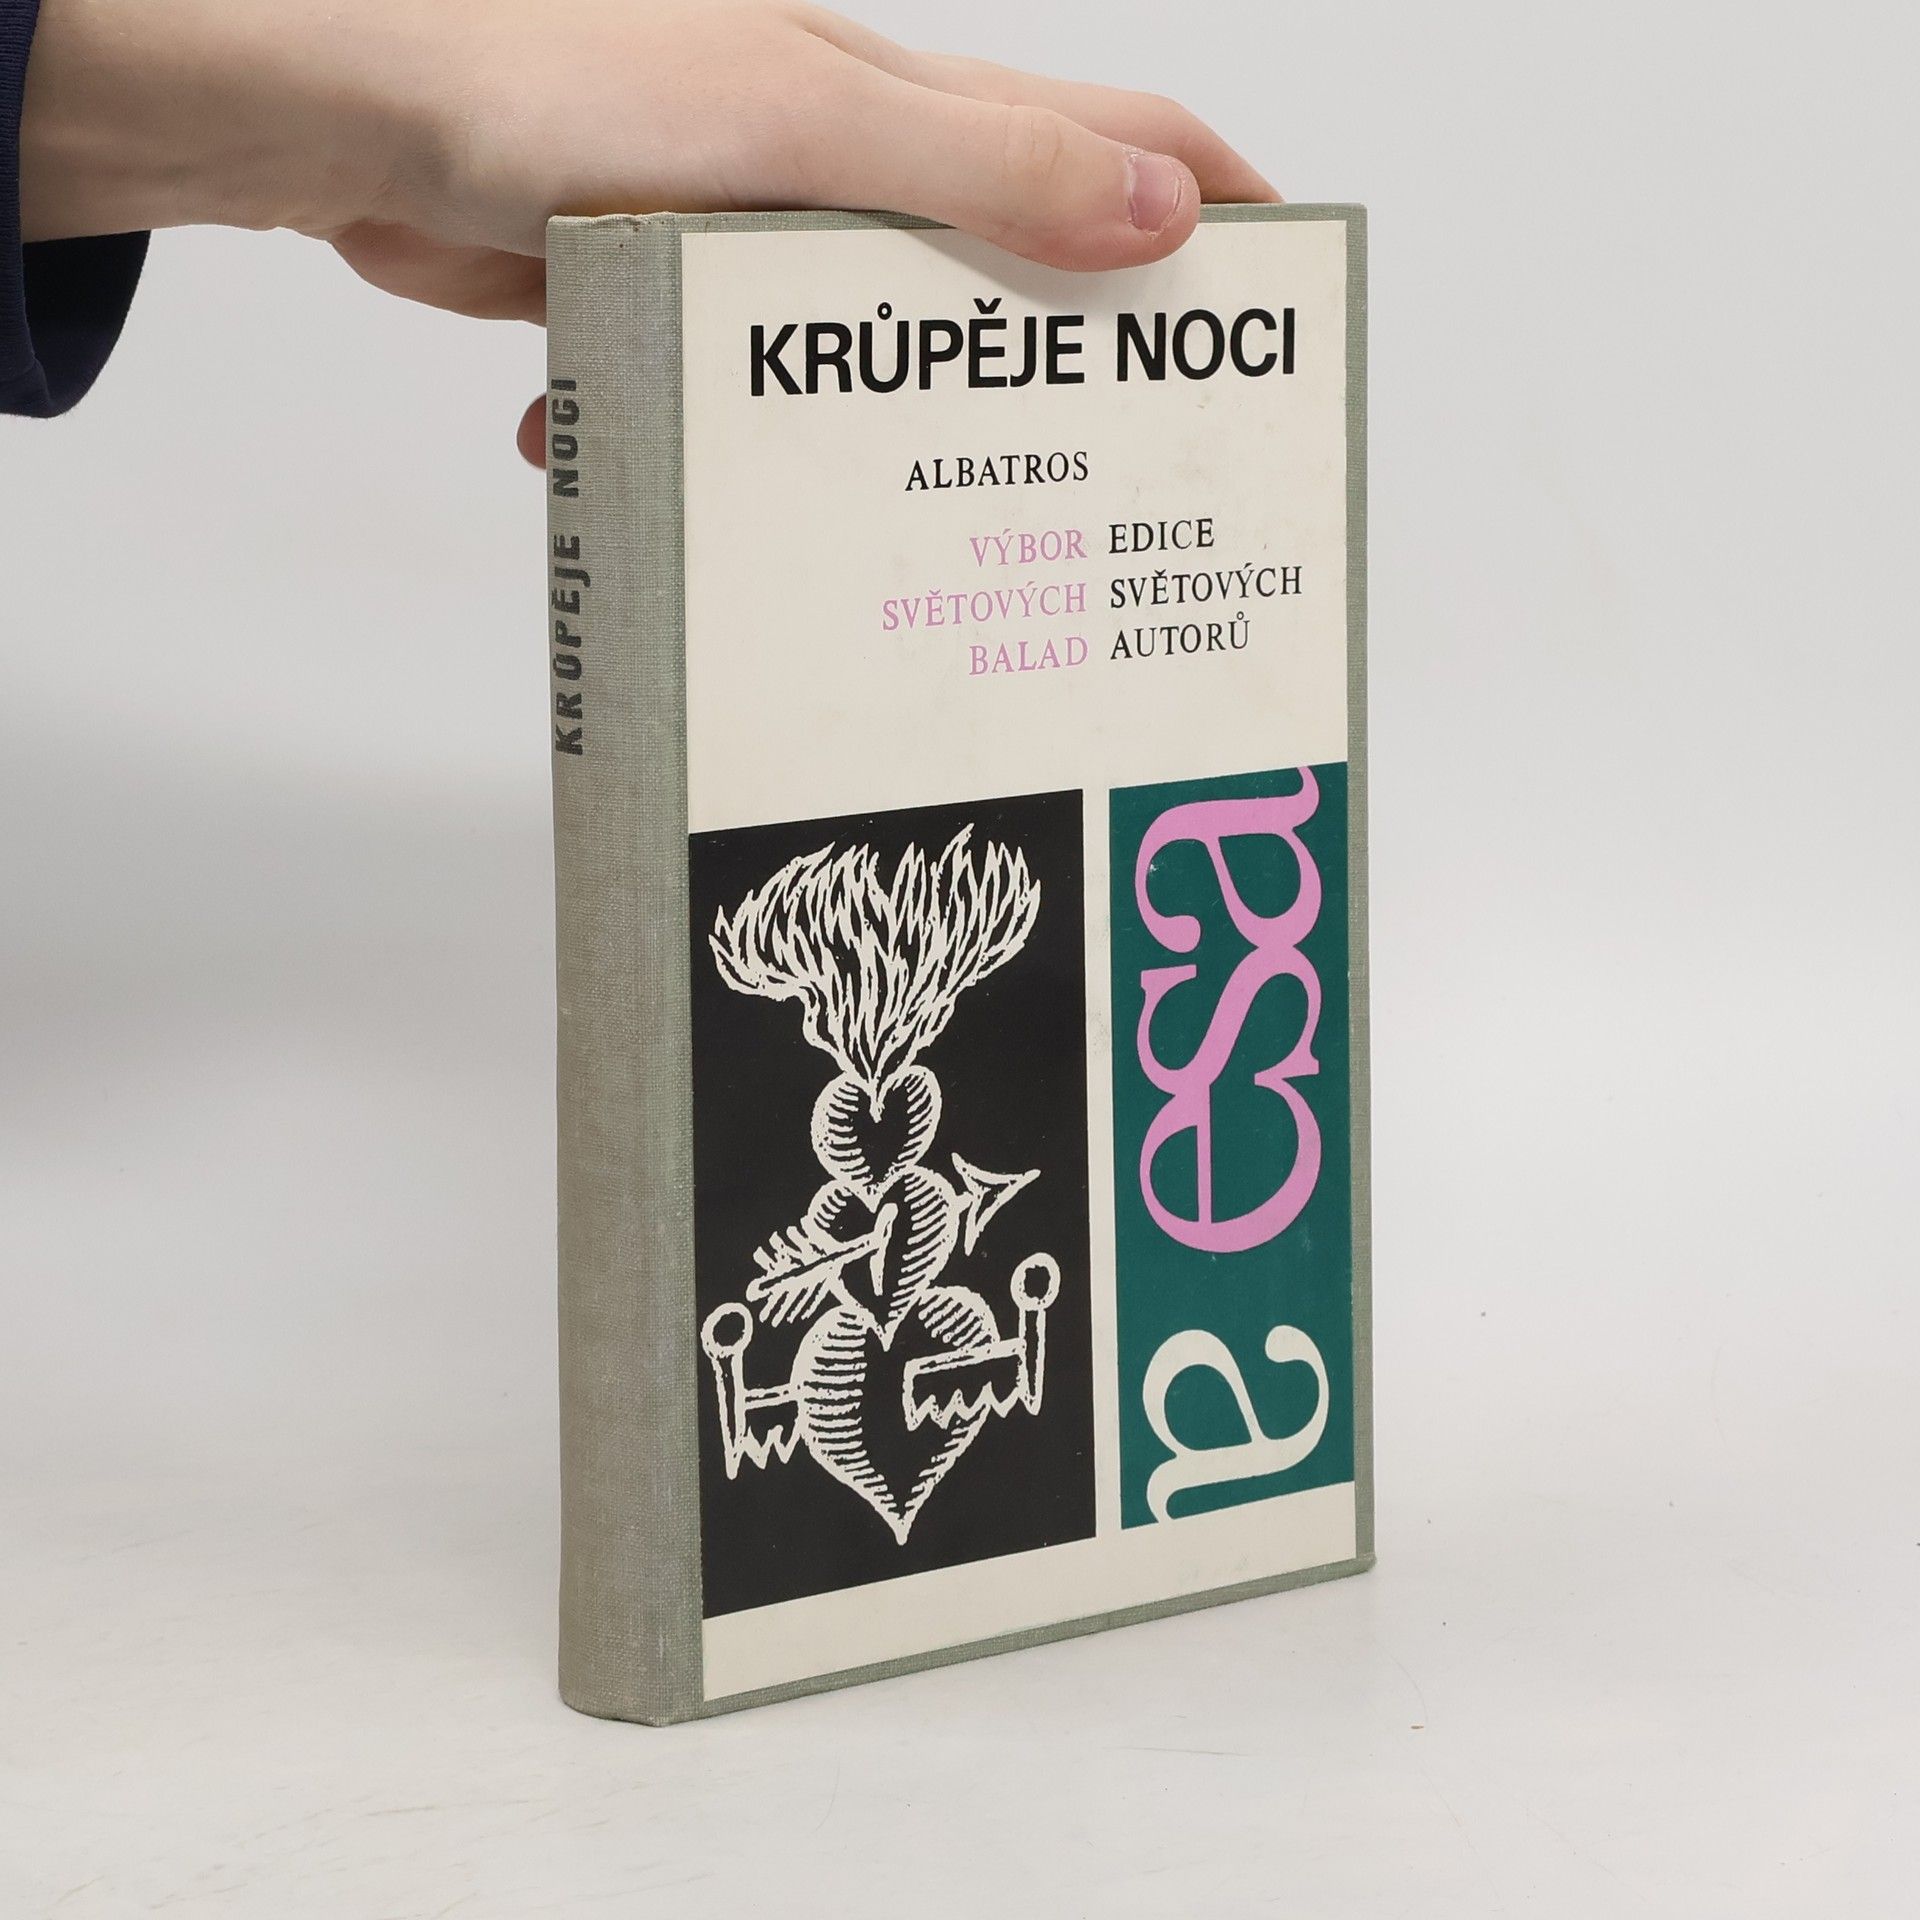 KRŮPĚJE NOCI
KRŮPĚJE NOCI
ALBATROS
VÝBOR
SVĚTOVÝCH
BALAD
EDICE
SVĚTOVÝCH
AUTORŮ
a esa